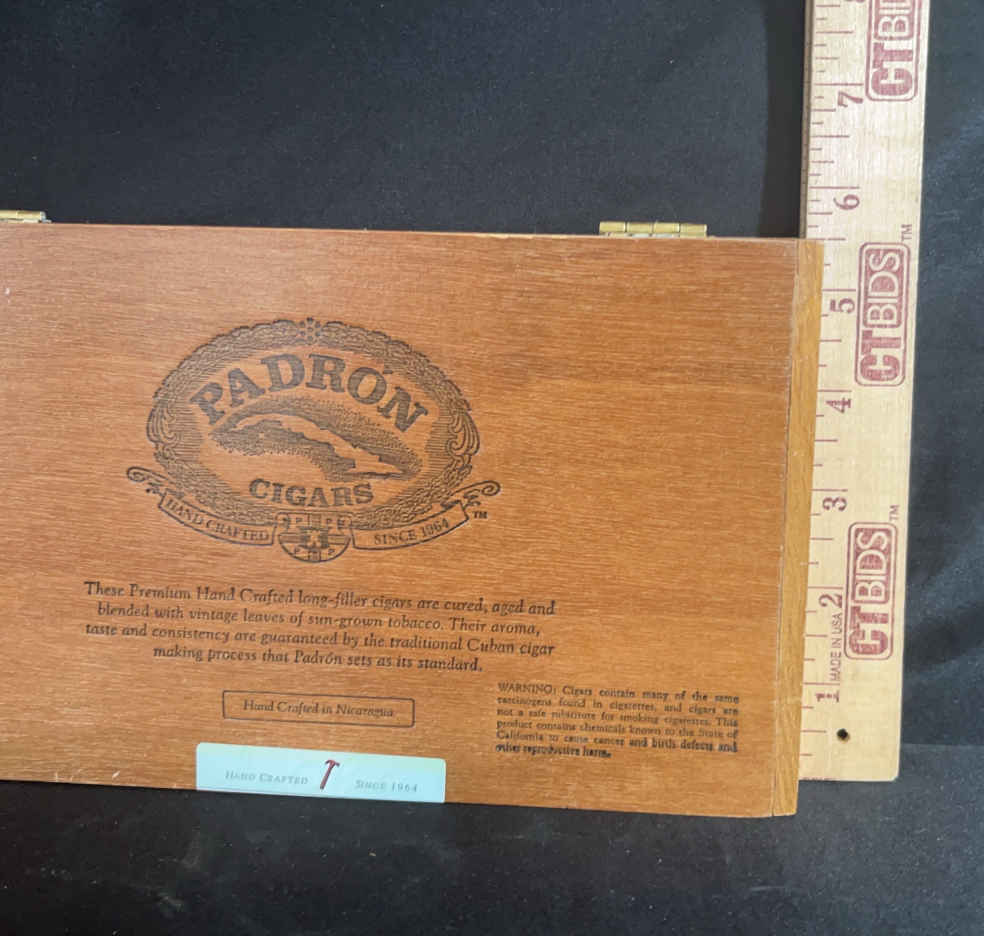 PADRÓN
CIGARS
HAND CRAFTED
SINCE 1964
TM
These Premium Hand Crafted long-filler cigars are cured, aged and
blended with vintage leaves of sun-grown tobacco. Their aroma,
taste and consistency are guaranteed by the traditional Cuban cigar
making process that Padrón sets as its standard.
Hand Crafted in Nicaragua
WARNING: Cigars contain many of the same
carcinogens found in cigarettes, and cigars are
not a safe substitute for smoking cigarettes. This
product contains chemicals known to the State of
California to cause cancer and birth defects and
other reproductive harm.
HAND CRAFTED
SINCE 1964
CTBIDS
7
6
CTBIDS TM
5
4
3
CTBIDS TM
2
MADE IN USA
1